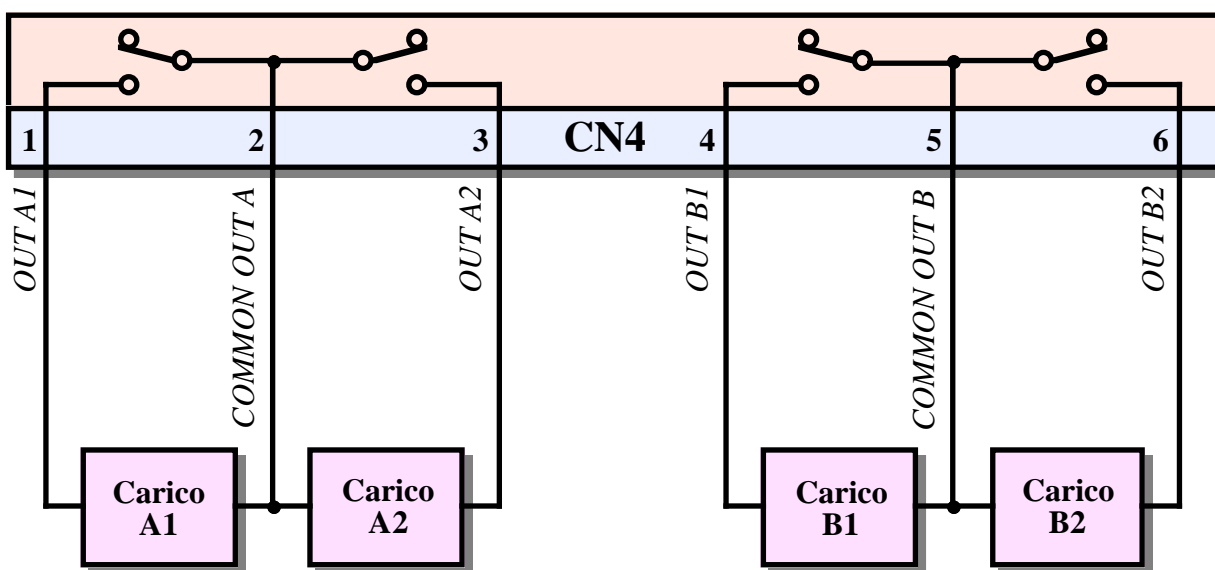 1 2 3 CN4 4 5 6
OUT A1
COMMON OUT A
OUT A2
OUT B1
COMMON OUT B
OUT B2
Carico
A1
Carico
A2
Carico
B1
Carico
B2